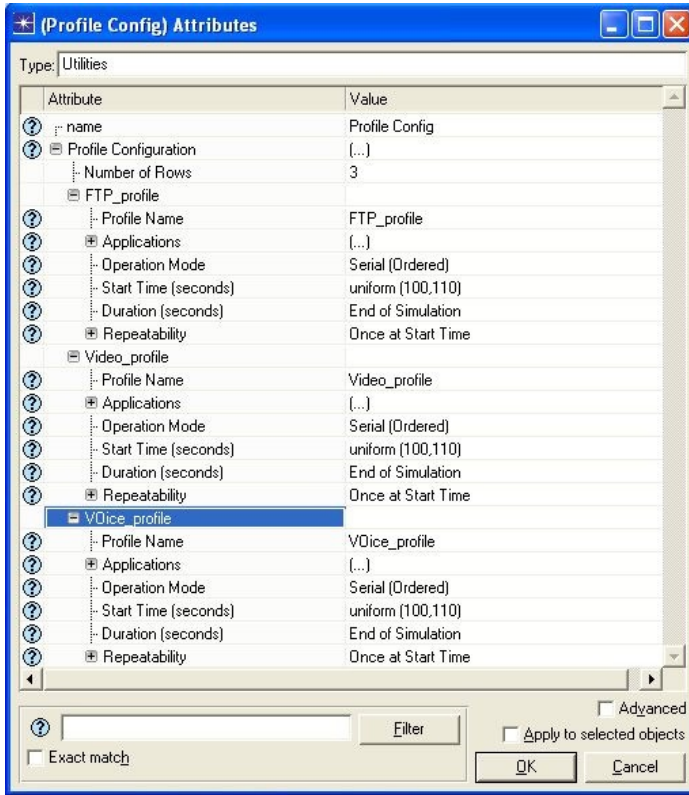 (Profile Config) Attributes
Type: Utilities
Attribute Value
name Profile Config
Profile Configuration (...)
Number of Rows 3
FTP_profile
Profile Name FTP_profile
Applications (...)
Operation Mode Serial (Ordered)
Start Time (seconds) uniform (100,110)
Duration (seconds) End of Simulation
Repeatability Once at Start Time
Video_profile
Profile Name Video_profile
Applications (...)
Operation Mode Serial (Ordered)
Start Time (seconds) uniform (100,110)
Duration (seconds) End of Simulation
Repeatability Once at Start Time
VOice_profile
Profile Name VOice_profile
Applications (...)
Operation Mode Serial (Ordered)
Start Time (seconds) uniform (100,110)
Duration (seconds) End of Simulation
Repeatability Once at Start Time
Advanced
Filter Apply to selected objects
Exact match OK Cancel